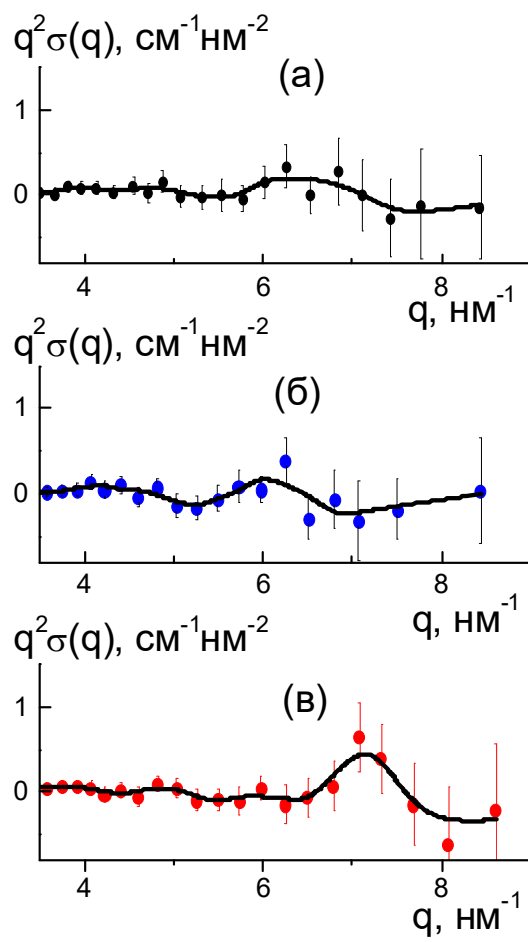 q²σ(q), см⁻¹нм⁻²
(а)
1
0
4 6 8
q, нм⁻¹
q²σ(q), см⁻¹нм⁻²
(б)
1
0
4 6 8
q, нм⁻¹
q²σ(q), см⁻¹нм⁻²
(в)
1
0
4 6 8
q, нм⁻¹